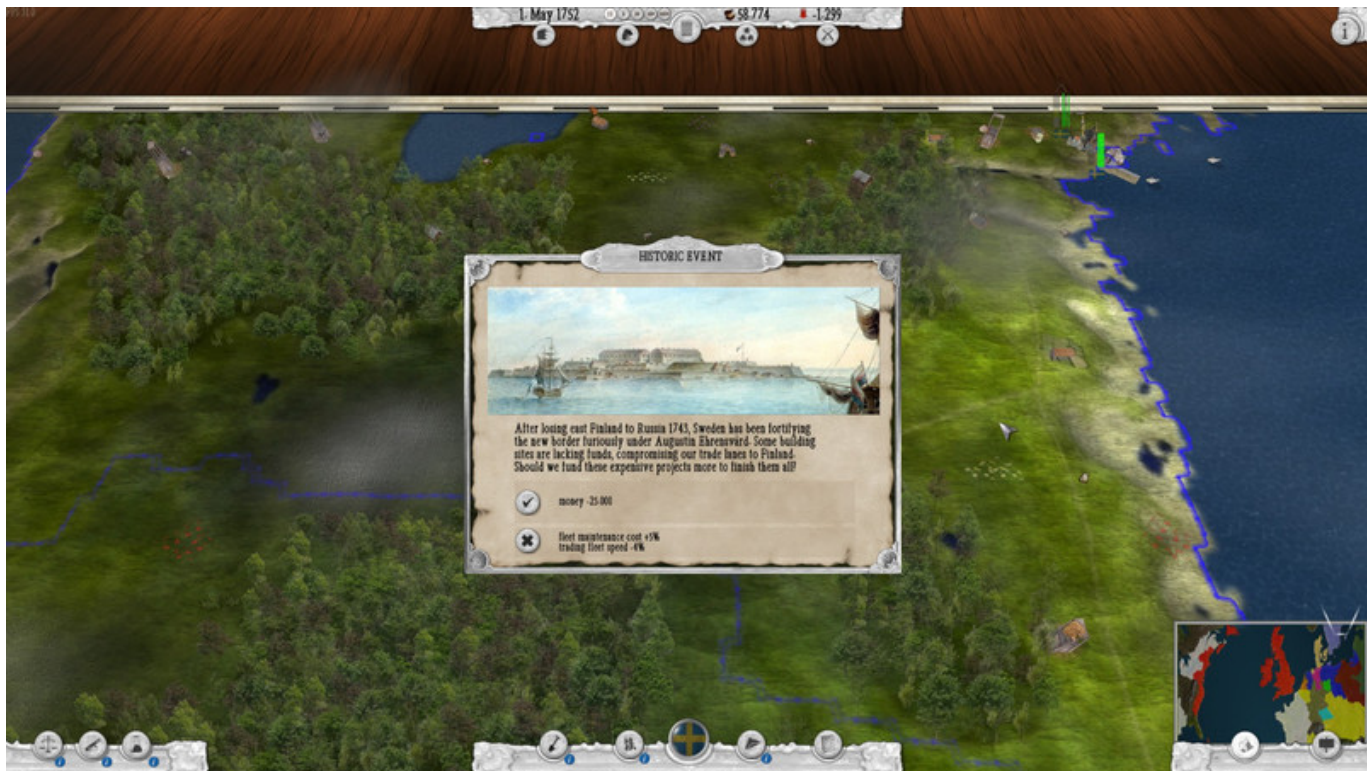 1. May 1752
58.774
-1.299
HISTORIC EVENT
After losing east Finland to Russia 1743, Sweden has been fortifying
the new border furiously under Augustin Ehrensvärd. Some building
sites are lacking funds, compromising our trade lanes to Finland.
Should we fund these expensive projects more to finish them all?
money -25.000
fleet maintenance cost +5%
trading fleet speed -4%